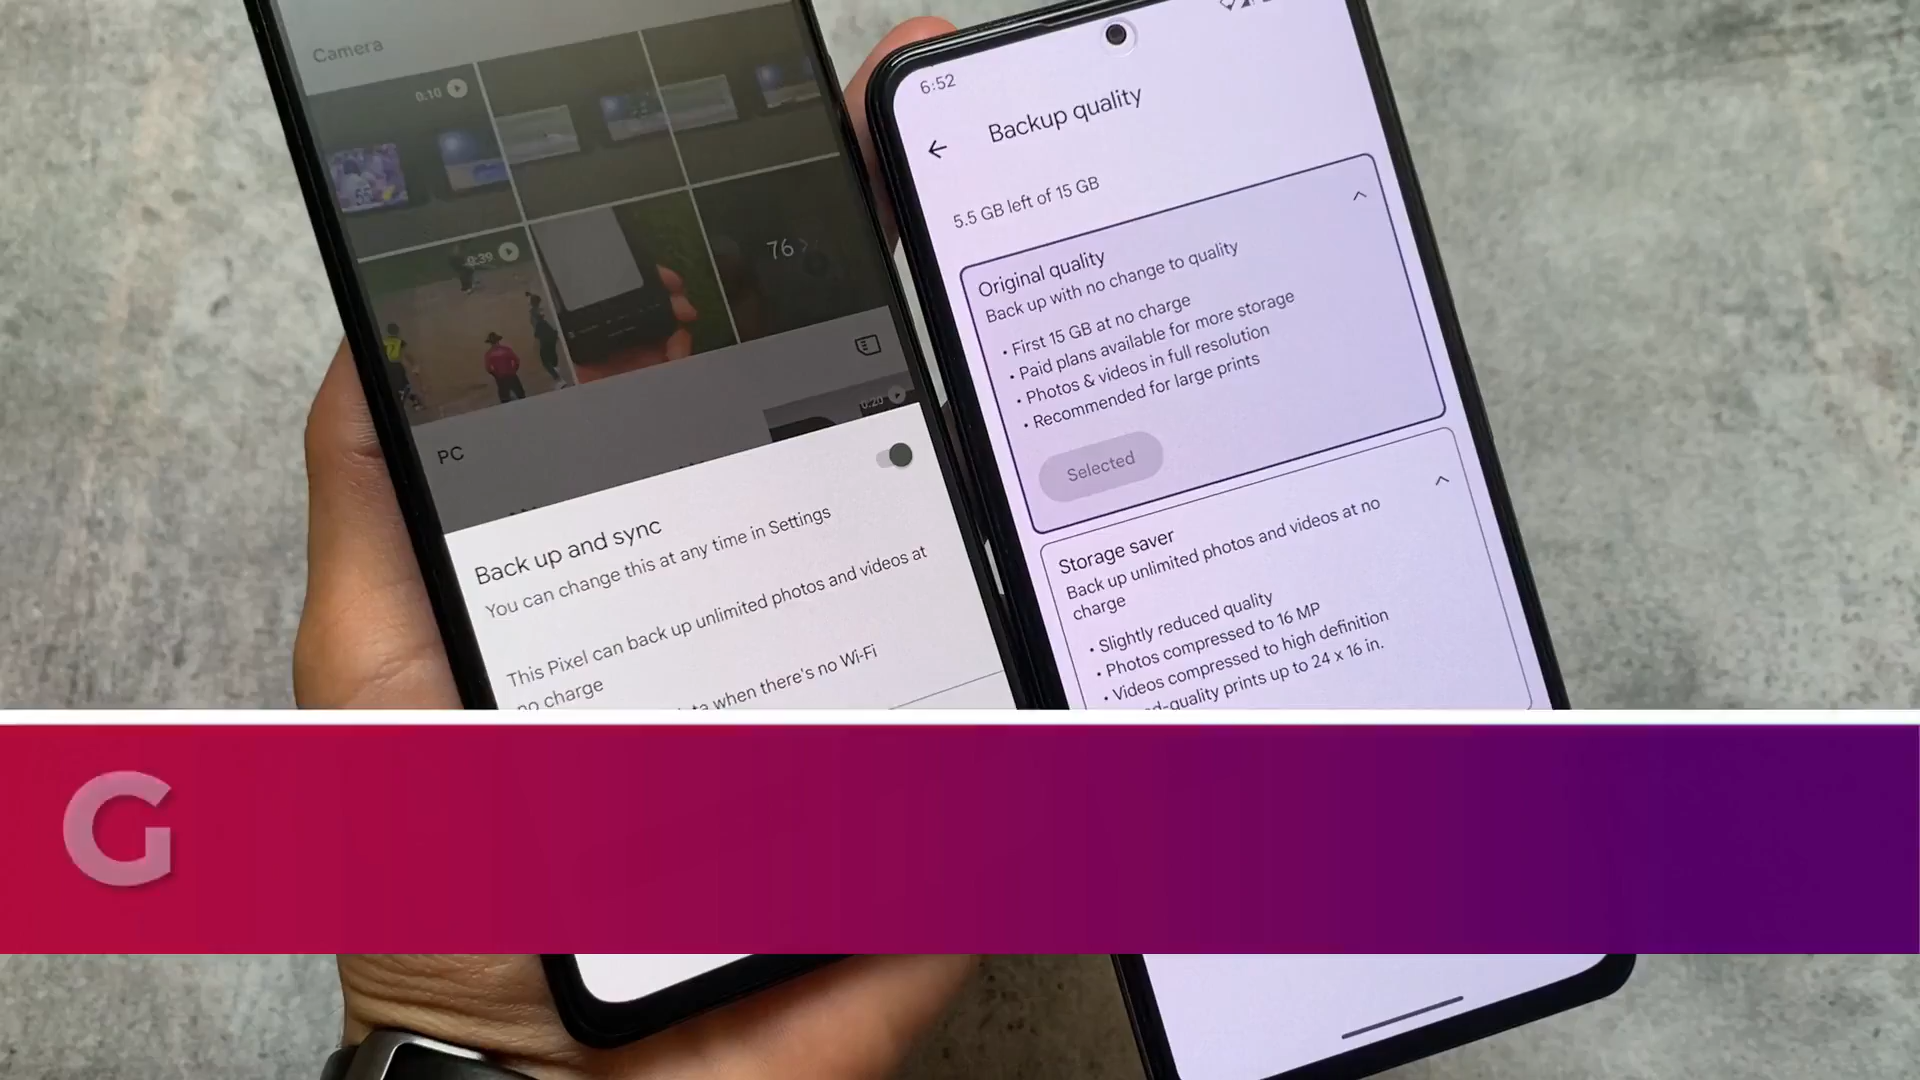 Camera
0:10
55
0:39
76
PC
0:20
Back up and sync
You can change this at any time in Settings
This Pixel can back up unlimited photos and videos at
no charge
when there's no Wi-Fi
6:52
Backup quality
5.5 GB left of 15 GB
Original quality
Back up with no change to quality
• First 15 GB at no charge
• Paid plans available for more storage
• Photos & videos in full resolution
• Recommended for large prints
Selected
Storage saver
Back up unlimited photos and videos at no
charge
• Slightly reduced quality
• Photos compressed to 16 MP
• Videos compressed to high definition
prints up to 24 x 16 in.
G